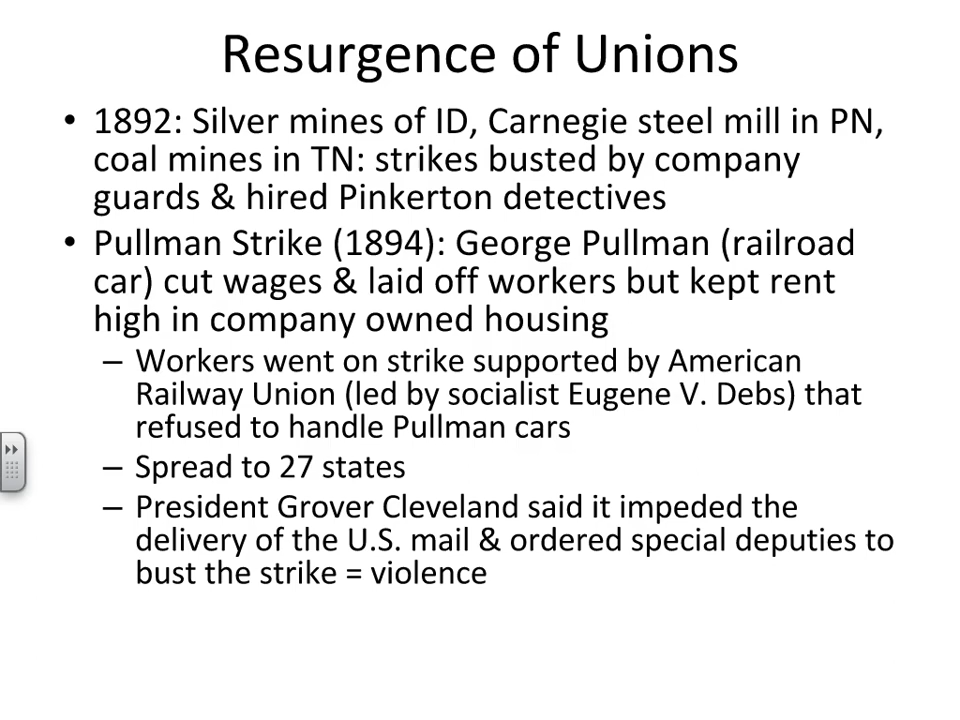 Resurgence of Unions
• 1892: Silver mines of ID, Carnegie steel mill in PN,
coal mines in TN: strikes busted by company
guards & hired Pinkerton detectives
• Pullman Strike (1894): George Pullman (railroad
car) cut wages & laid off workers but kept rent
high in company owned housing
– Workers went on strike supported by American
Railway Union (led by socialist Eugene V. Debs) that
refused to handle Pullman cars
– Spread to 27 states
– President Grover Cleveland said it impeded the
delivery of the U.S. mail & ordered special deputies to
bust the strike = violence